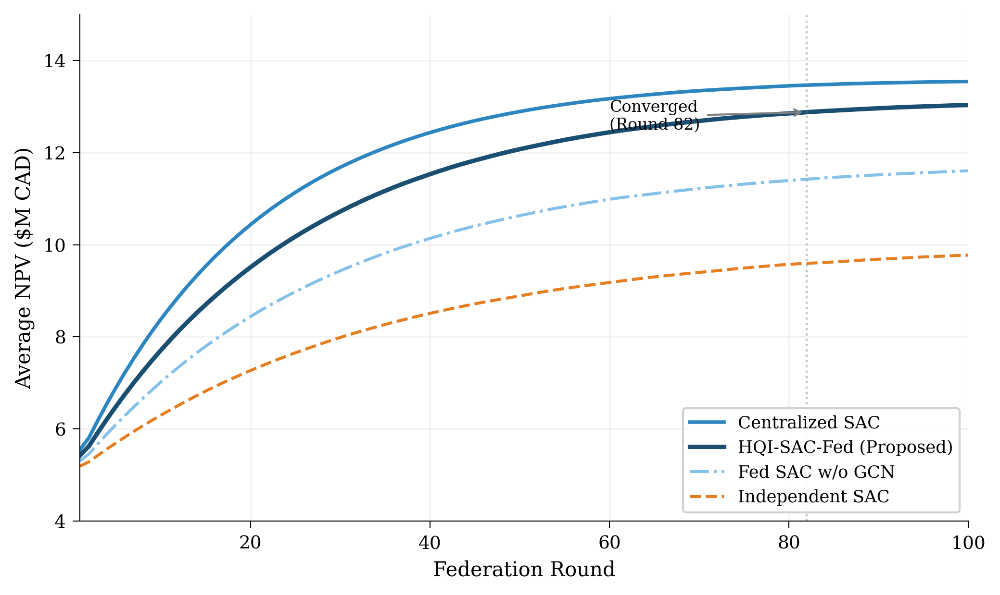 14
12
10
8
6
4
Average NPV ($M CAD)
Converged
(Round 82)
Centralized SAC
HQI-SAC-Fed (Proposed)
Fed SAC w/o GCN
Independent SAC
20
40
60
80
100
Federation Round